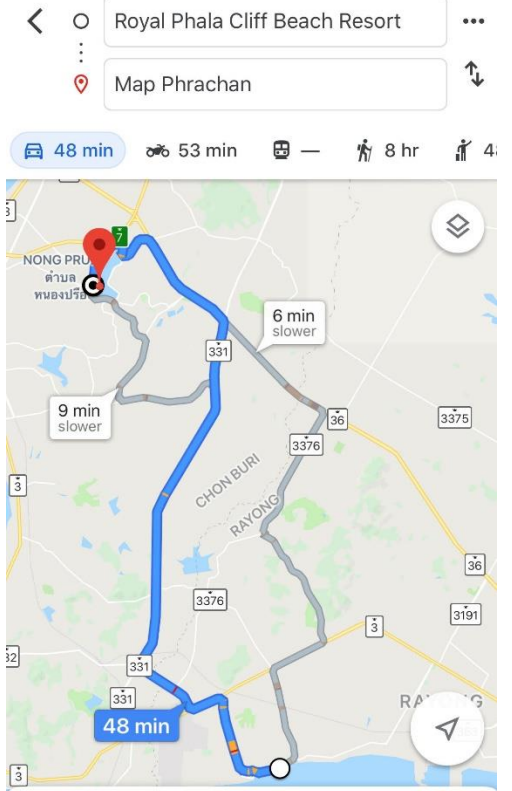 Royal Phala Cliff Beach Resort
Map Phrachan
48 min
53 min
—
8 hr
7
NONG PRU
ตำบล
หนองปรือ
6 min
slower
331
9 min
slower
36
3375
3376
CHON BURI
3
RAYONG
36
3376
3191
3
331
331
48 min
3